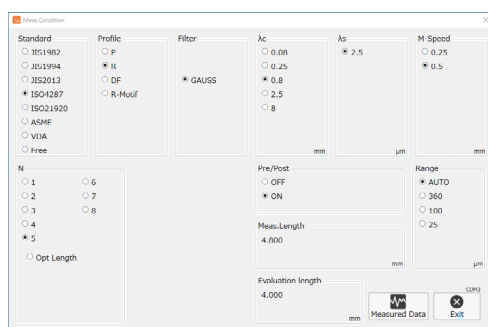 Meas.Condition
Standard
JIS1982
JIS1994
JIS2013
ISO4287
ISO21920
ASME
VDA
Free
Profile
P
R
DF
R-Motif
Filter
GAUSS
λc
0.08
0.25
0.8
2.5
8
mm
λs
2.5
μm
M-Speed
0.25
0.5
mm
N
1
2
3
4
5
6
7
8
Opt Length
Pre/Post
OFF
ON
Meas.Length
4.800
mm
Evaluation length
4.000
mm
Range
AUTO
360
100
25
μm
COM3
Measured Data
Exit